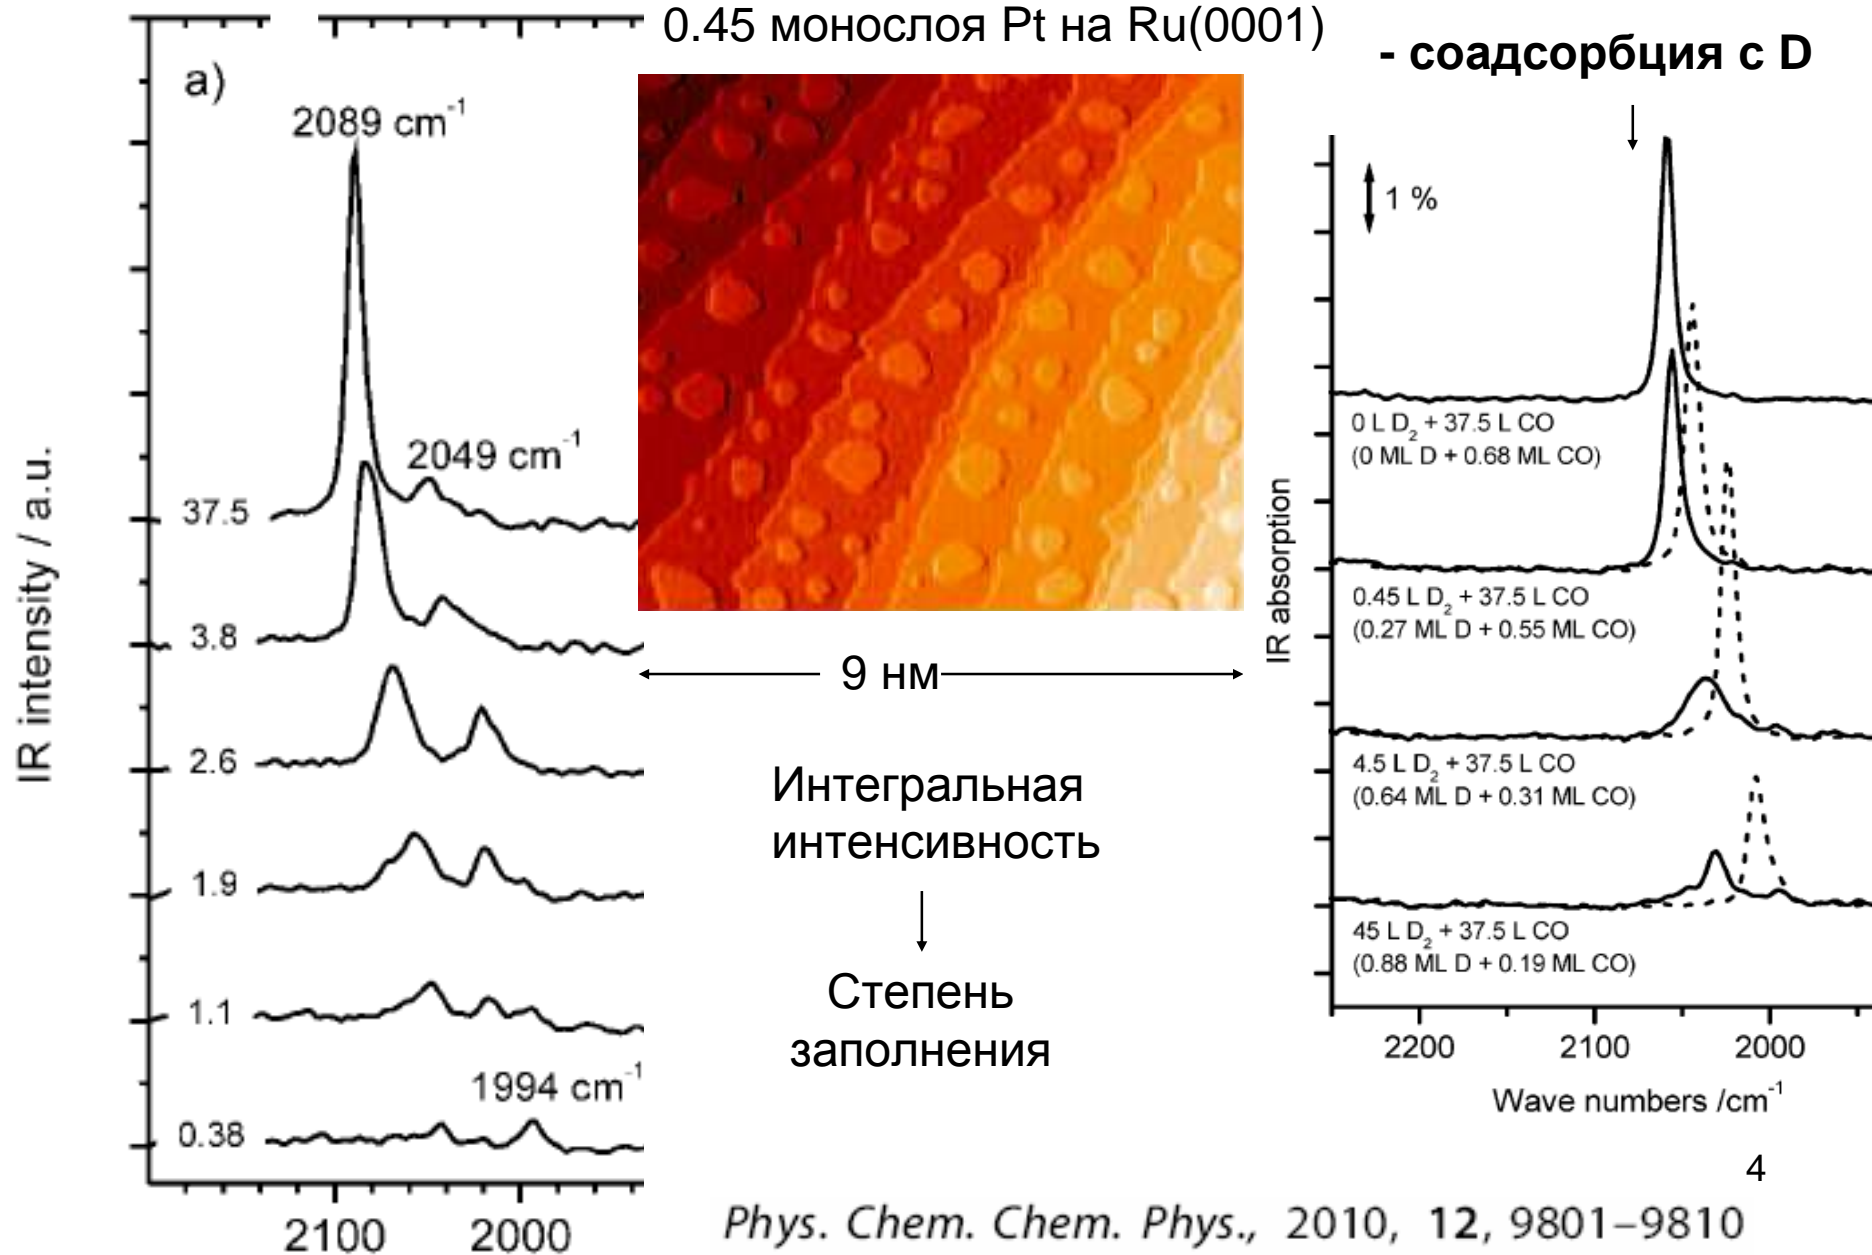 0.45 монослоя Pt на Ru(0001)
- соадсорбция с D
a)
2089 cm⁻¹
2049 cm⁻¹
37.5
3.8
2.6
1.9
1.1
1994 cm⁻¹
0.38
IR intensity / a.u.
2100 2000
9 нм
Интегральная
интенсивность
Степень
заполнения
1 %
0 L D₂ + 37.5 L CO
(0 ML D + 0.68 ML CO)
0.45 L D₂ + 37.5 L CO
(0.27 ML D + 0.55 ML CO)
4.5 L D₂ + 37.5 L CO
(0.64 ML D + 0.31 ML CO)
45 L D₂ + 37.5 L CO
(0.88 ML D + 0.19 ML CO)
IR absorption
2200 2100 2000
Wave numbers /cm⁻¹
4
Phys. Chem. Chem. Phys., 2010, 12, 9801–9810